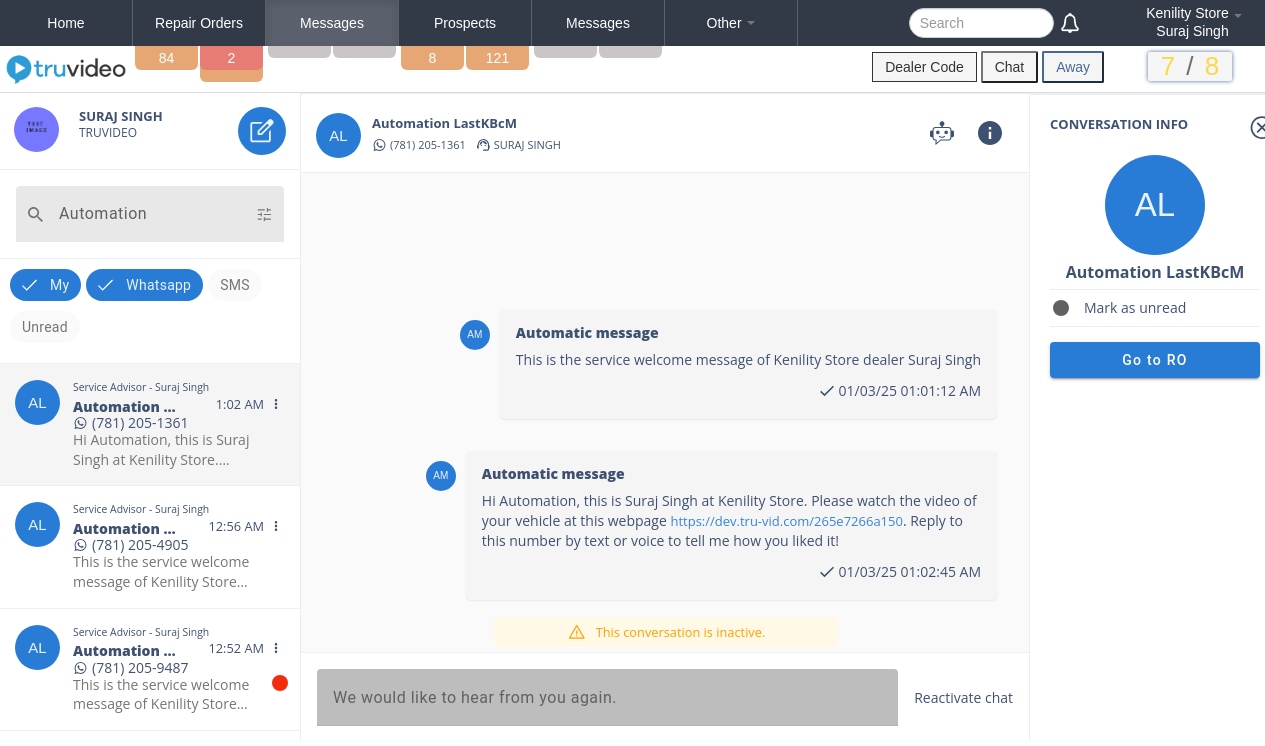 Home
Repair Orders
Messages
Prospects
Messages
Other
Search
Kenility Store
Suraj Singh
truvideo
84
2
8
121
Dealer Code
Chat
Away
7 / 8
TEXT
IMAGE
SURAJ SINGH
TRUVIDEO
Automation
My
Whatsapp
SMS
Unread
AL
Service Advisor - Suraj Singh
Automation ...
1:02 AM
(781) 205-1361
Hi Automation, this is Suraj
Singh at Kenility Store....
AL
Service Advisor - Suraj Singh
Automation ...
12:56 AM
(781) 205-4905
This is the service welcome
message of Kenility Store...
AL
Service Advisor - Suraj Singh
Automation ...
12:52 AM
(781) 205-9487
This is the service welcome
message of Kenility Store...
AL
Automation LastKBcM
(781) 205-1361
SURAJ SINGH
AM
Automatic message
This is the service welcome message of Kenility Store dealer Suraj Singh
01/03/25 01:01:12 AM
AM
Automatic message
Hi Automation, this is Suraj Singh at Kenility Store. Please watch the video of
your vehicle at this webpage https://dev.tru-vid.com/265e7266a150. Reply to
this number by text or voice to tell me how you liked it!
01/03/25 01:02:45 AM
This conversation is inactive.
We would like to hear from you again.
Reactivate chat
CONVERSATION INFO
AL
Automation LastKBcM
Mark as unread
Go to RO